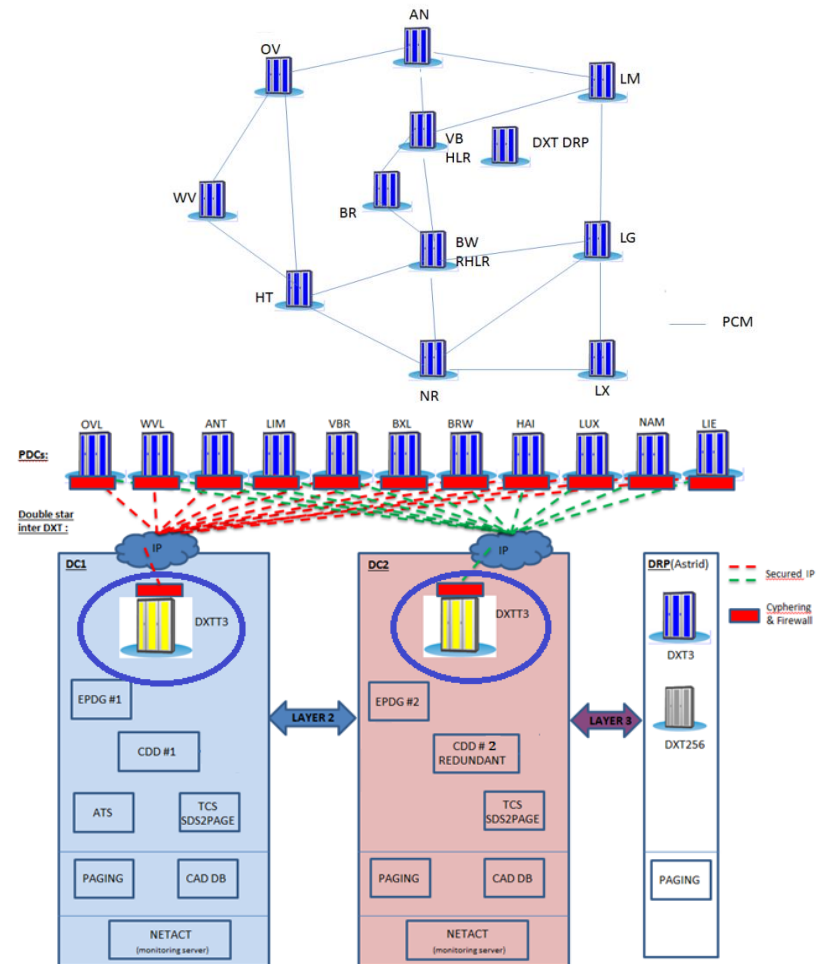 AN
OV
LM
VB
HLR
DXT DRP
WV
BR
BW
RHLR
LG
HT
PCM
NR
LX
OVL WVL ANT LIM VBR BXL BRW HAI LUX NAM LIE
PDCs:
Double star
inter DXT :
IP
IP
DC1
DC2
DRP(Astrid)
Secured IP
Cyphering
& Firewall
DXTT3
DXTT3
DXT3
EPDG #1
EPDG #2
LAYER 2
LAYER 3
DXT256
CDD #1
CDD # 2
REDUNDANT
ATS
TCS
SDS2PAGE
TCS
SDS2PAGE
PAGING
CAD DB
PAGING
CAD DB
PAGING
NETACT
(monitoring server)
NETACT
(monitoring server)